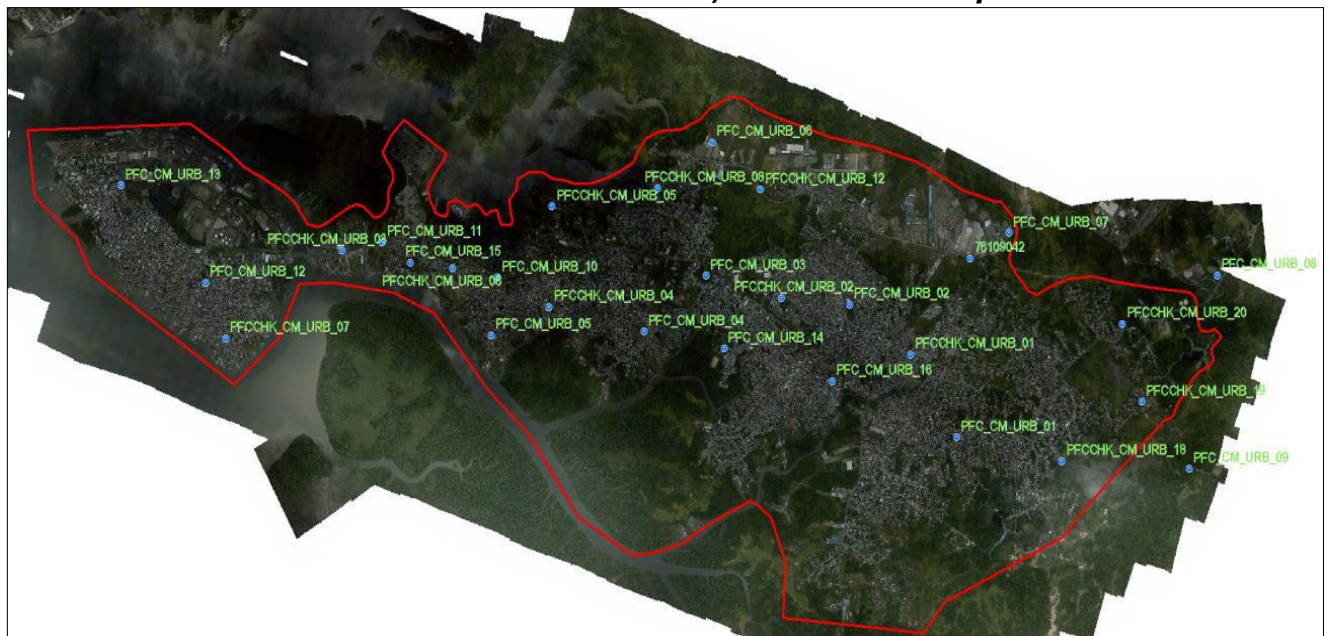 PFC_CM_URB_06
PFC_CM_URB_13
PFCCHK_CM_URB_08
PFCCHK_CM_URB_12
PFCCHK_CM_URB_05
PFC_CM_URB_07
PFC_CM_URB_11
76109042
PFC_CM_URB_15
PFC_CM_URB_10
PFC_CM_URB_03
PFC_CM_URB_08
PFC_CM_URB_12
PFCCHK_CM_URB_06
PFCCHK_CM_URB_02
PFC_CM_URB_02
PFCCHK_CM_URB_04
PFCCHK_CM_URB_20
PFCCHK_CM_URB_07
PFC_CM_URB_05
PFC_CM_URB_04
PFC_CM_URB_14
PFCCHK_CM_URB_01
PFC_CM_URB_16
PFCCHK_CM_URB_19
PFC_CM_URB_01
PFCCHK_CM_URB_18
PFC_CM_URB_09